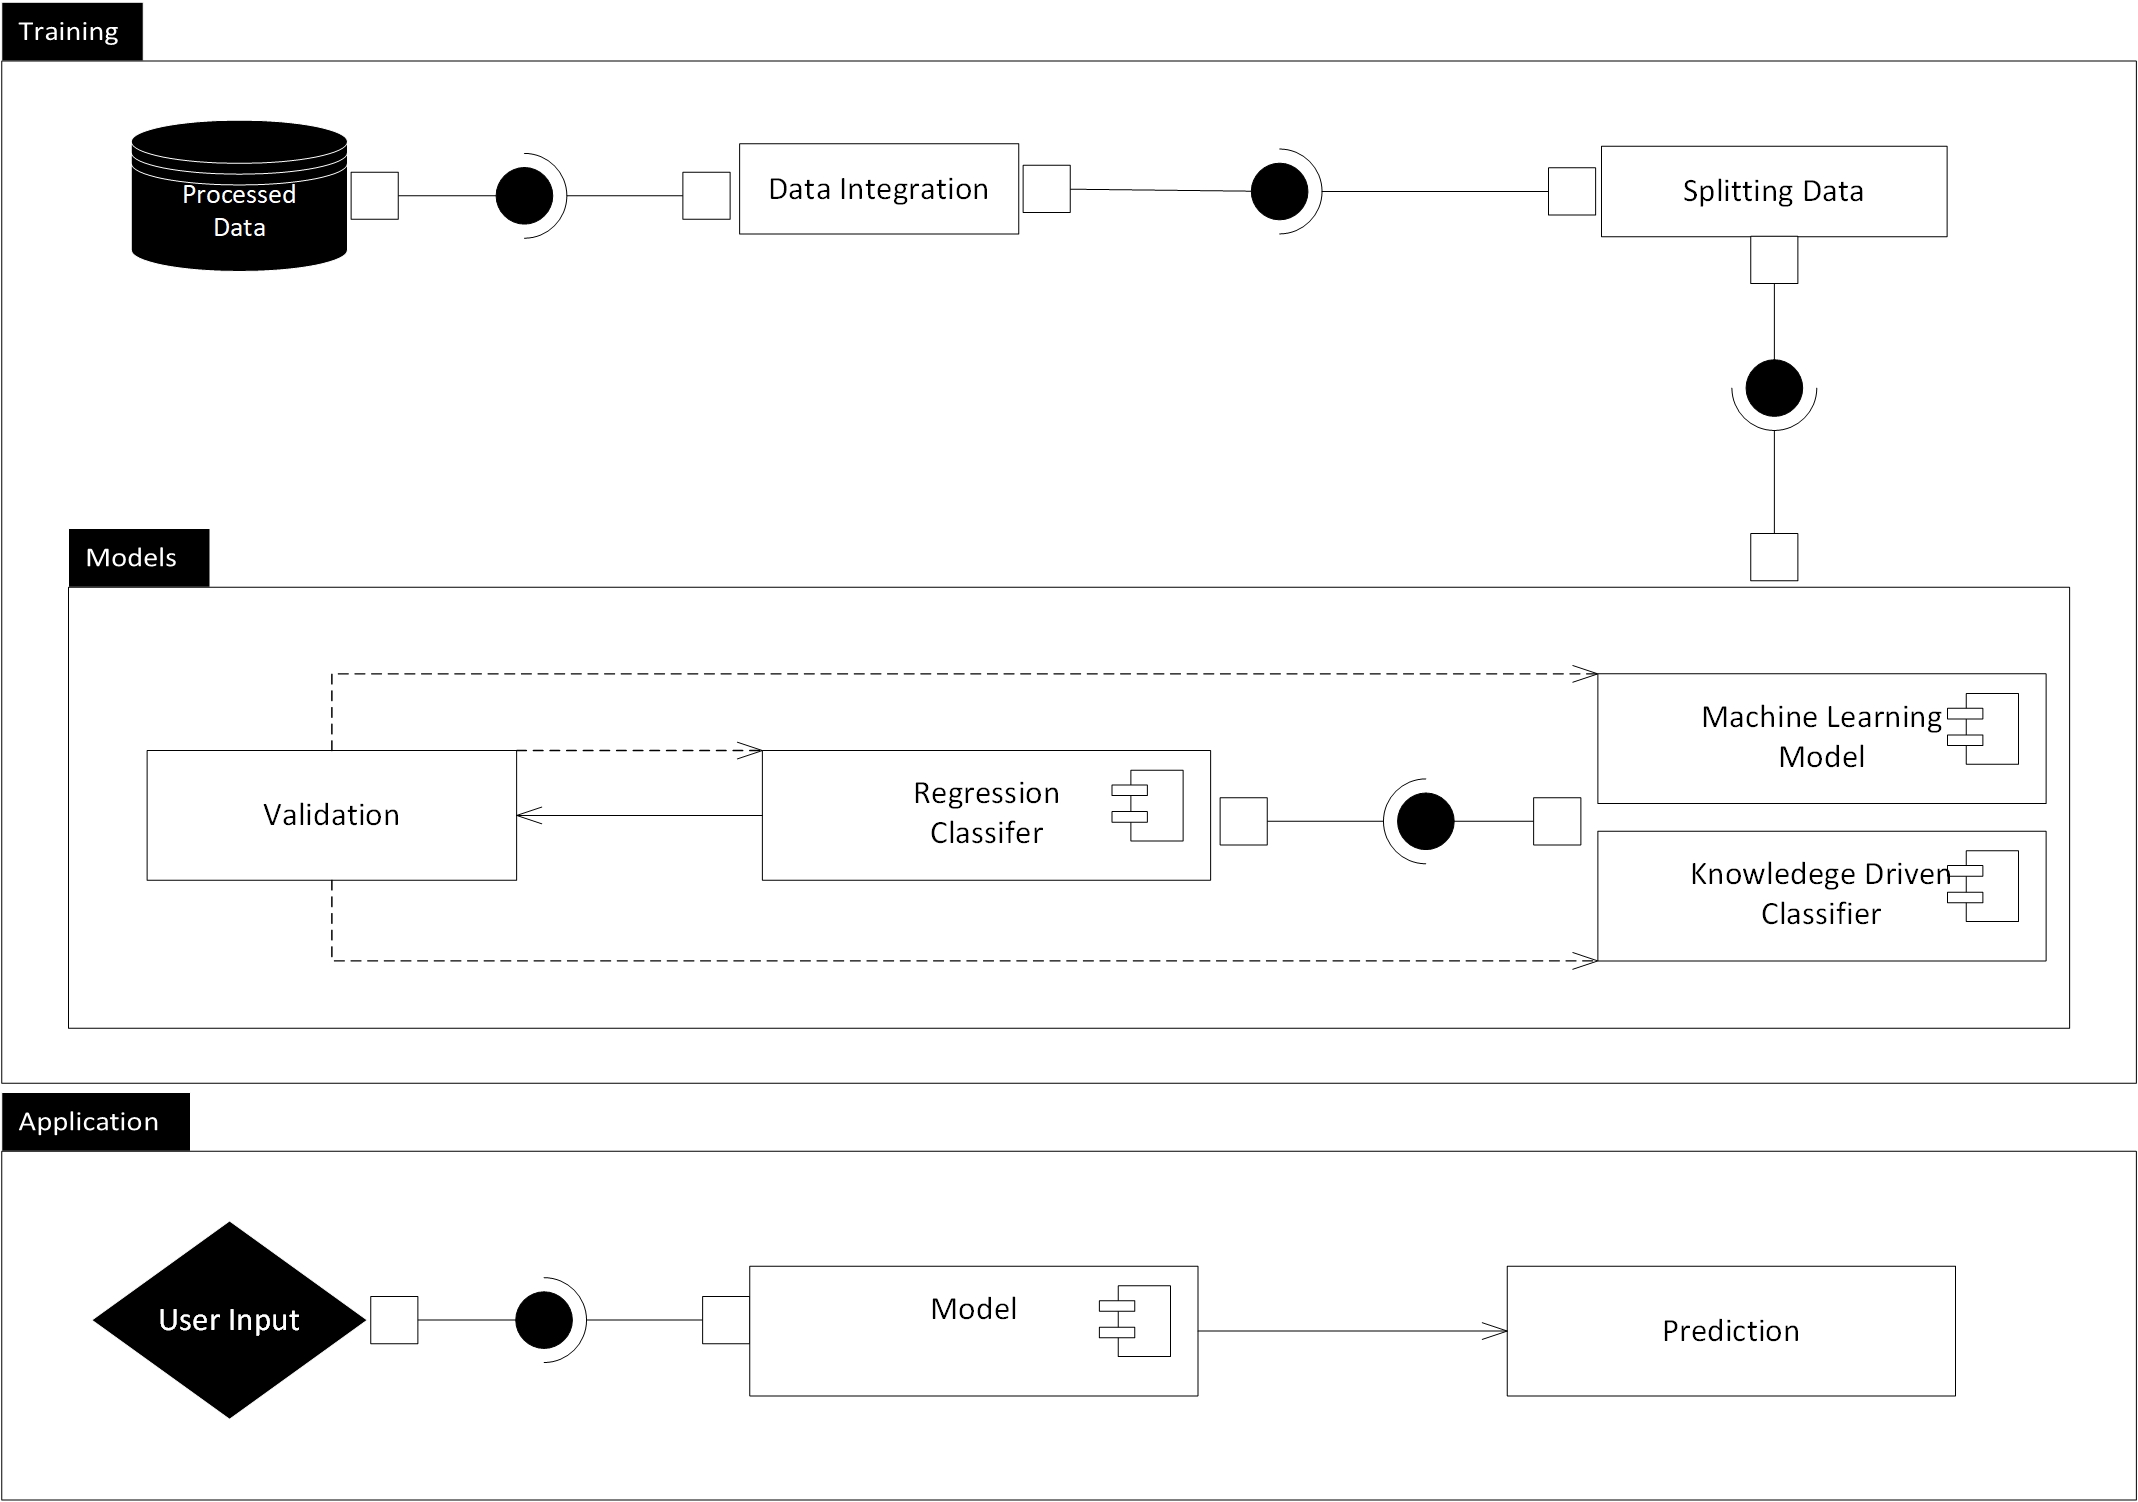 Training
Processed
Data
Data Integration
Splitting Data
Models
Machine Learning
Model
Validation
Regression
Classifer
Knowledege Driven
Classifier
Application
User Input
Model
Prediction